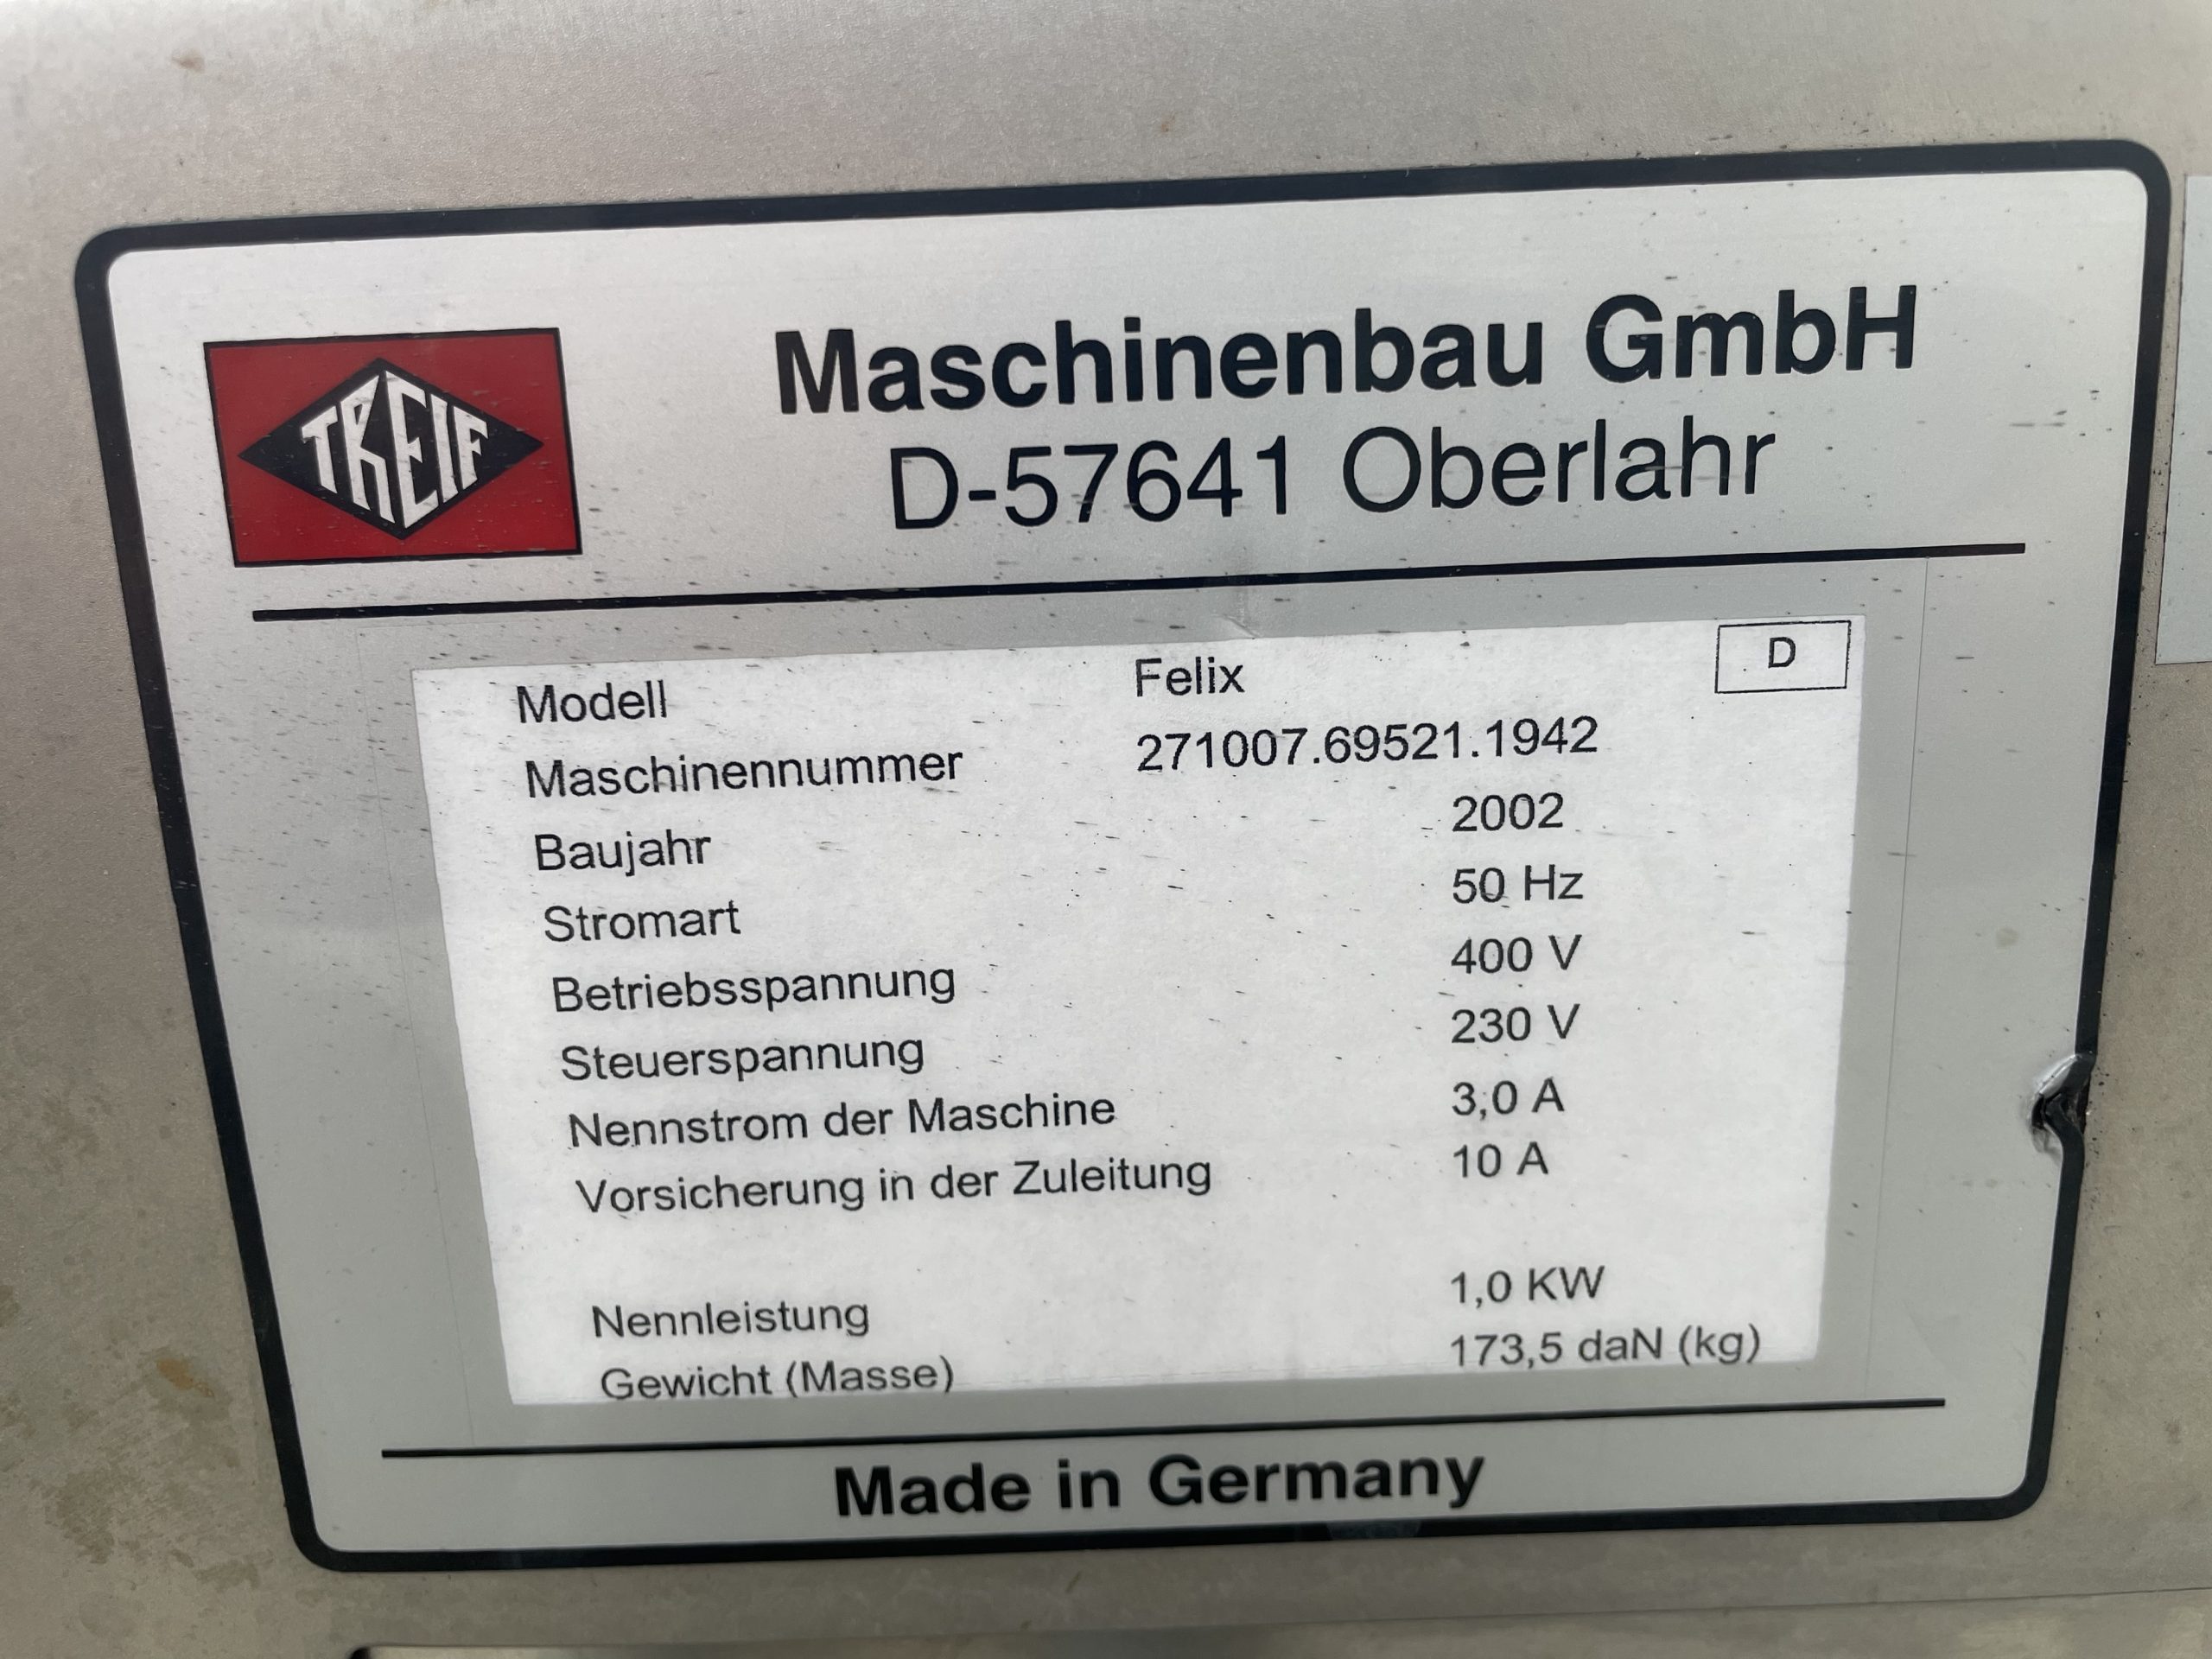 TREIF
Maschinenbau GmbH
D-57641 Oberlahr
D
Modell Felix
Maschinennummer 271007.69521.1942
Baujahr 2002
Stromart 50 Hz
Betriebsspannung 400 V
Steuerspannung 230 V
Nennstrom der Maschine 3,0 A
Vorsicherung in der Zuleitung 10 A
Nennleistung 1,0 KW
Gewicht (Masse) 173,5 daN (kg)
Made in Germany